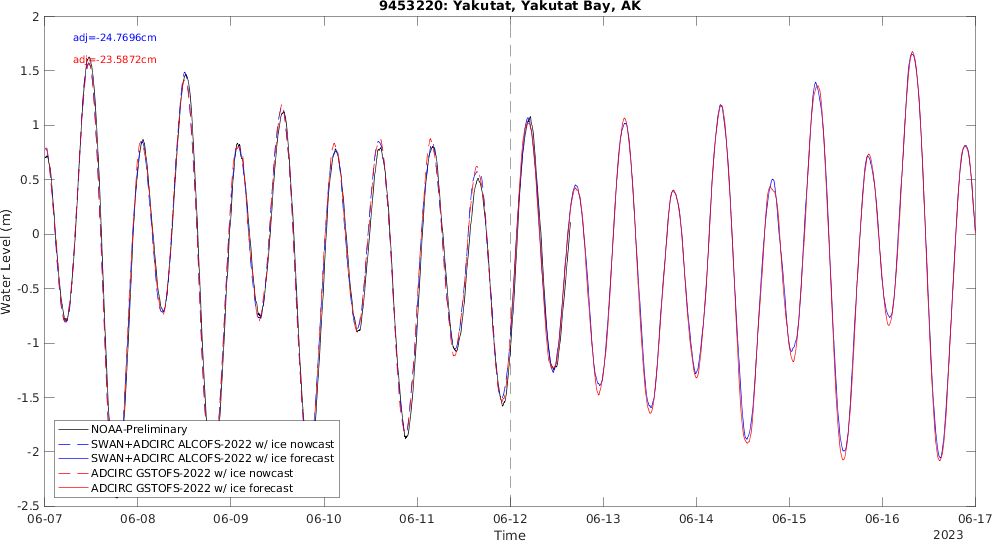 9453220: Yakutat, Yakutat Bay, AK
adj=-24.7696cm
adj=-23.5872cm
Water Level (m)
2
1.5
1
0.5
0
-0.5
-1
-1.5
-2
-2.5
NOAA-Preliminary
SWAN+ADCIRC ALCOFS-2022 w/ ice nowcast
SWAN+ADCIRC ALCOFS-2022 w/ ice forecast
ADCIRC GSTOFS-2022 w/ ice nowcast
ADCIRC GSTOFS-2022 w/ ice forecast
06-07 06-08 06-09 06-10 06-11 06-12 06-13 06-14 06-15 06-16 06-17
Time
2023